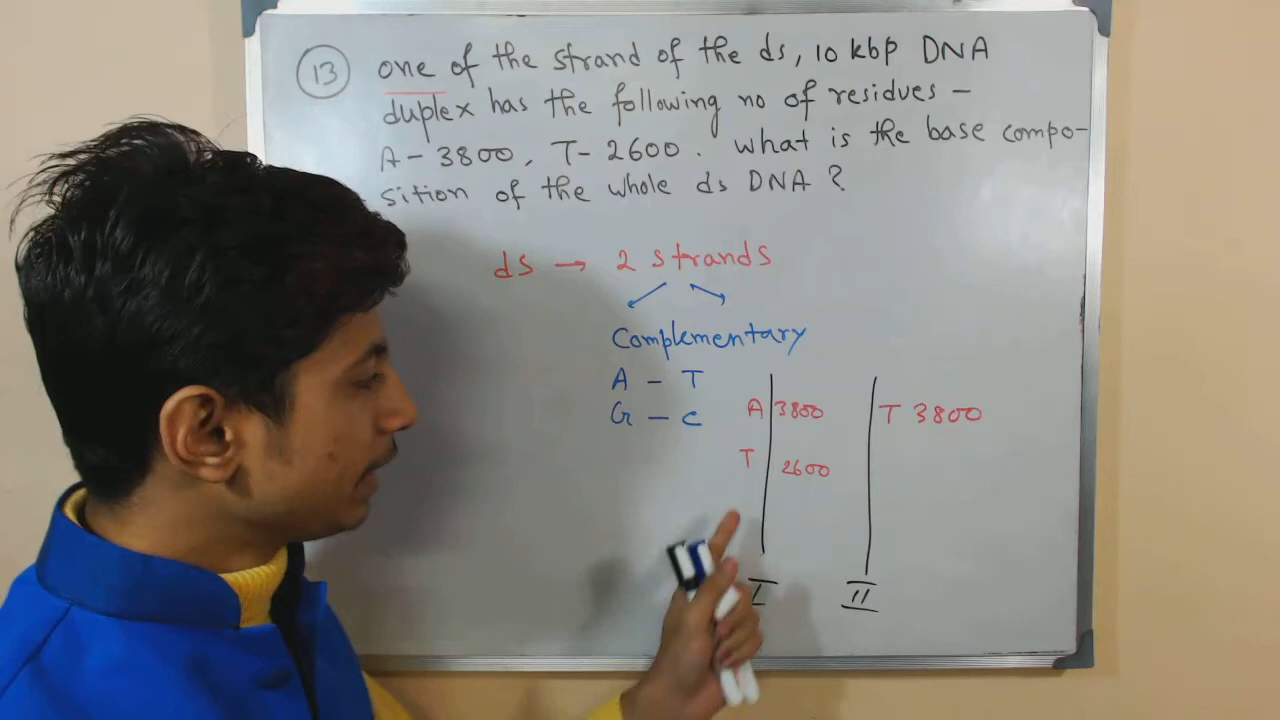 13 one of the strand of the ds, 10 kbp DNA
duplex has the following no of residues –
A – 3800, T- 2600. What is the base compo-
sition of the whole ds DNA?
ds → 2 strands
Complementary
A – T
G – C
A 3800 T 3800
T 2600
I II